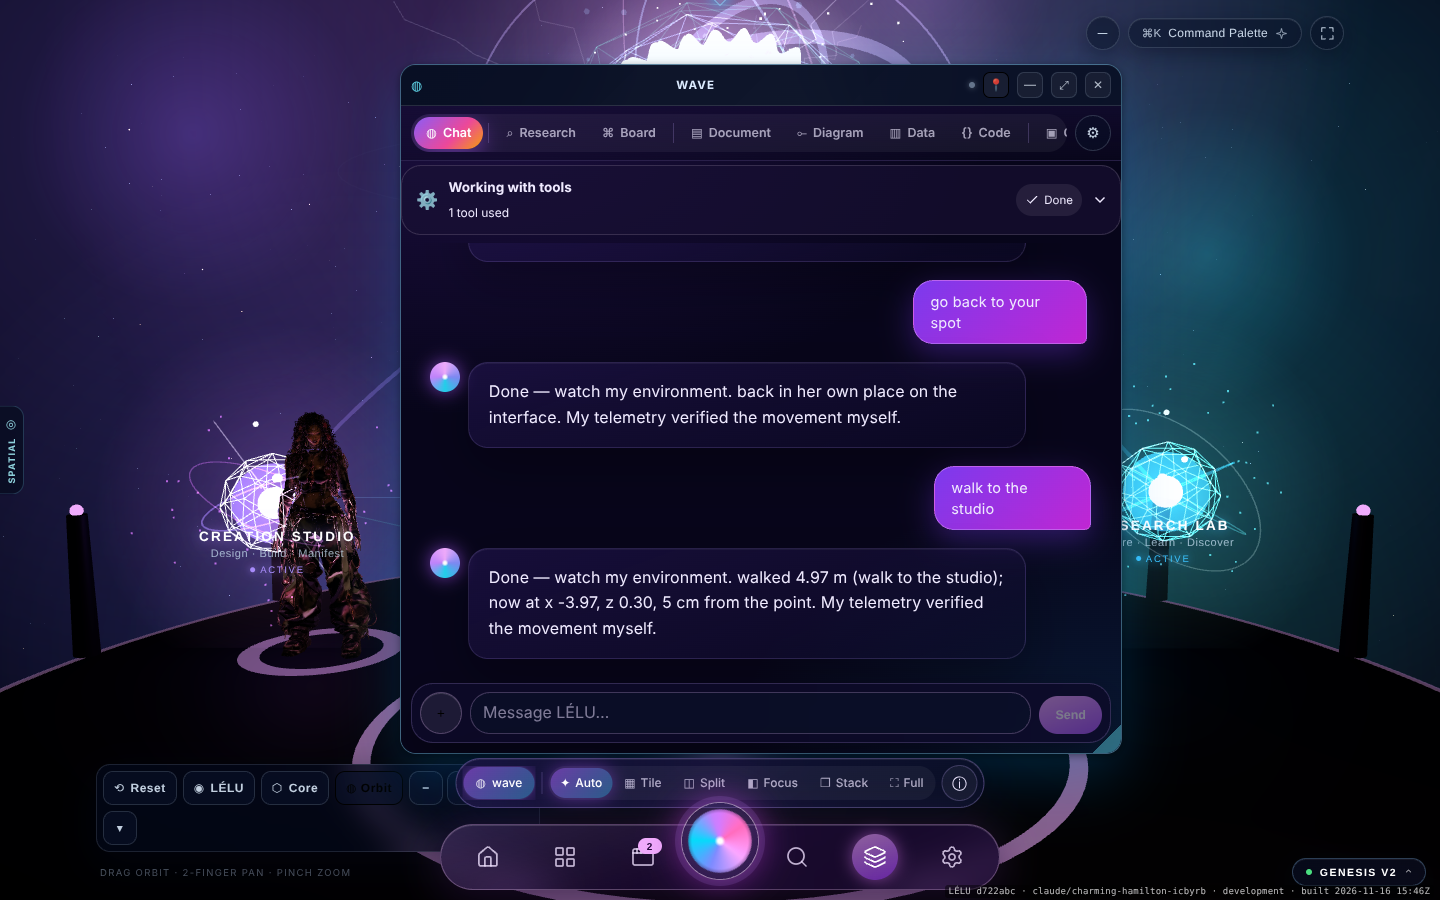 ⌘K Command Palette
WAVE
Chat
Research
Board
Document
Diagram
Data
{} Code
Working with tools
1 tool used
Done
go back to your
spot
Done — watch my environment. back in her own place on the
interface. My telemetry verified the movement myself.
walk to the
studio
Done — watch my environment. walked 4.97 m (walk to the studio);
now at x -3.97, z 0.30, 5 cm from the point. My telemetry verified
the movement myself.
Message LÉLU...
Send
SPATIAL
CREATION STUDIO
Design · Build · Manifest
ACTIVE
SEARCH LAB
re · Learn · Discover
ACTIVE
Reset
LÉLU
Core
Orbit
wave
Auto
Tile
Split
Focus
Stack
Full
2
DRAG ORBIT · 2-FINGER PAN · PINCH ZOOM
GENESIS V2
LÉLU d722abc · claude/charming-hamilton-icbyrb · development · built 2026-11-16 15:46Z